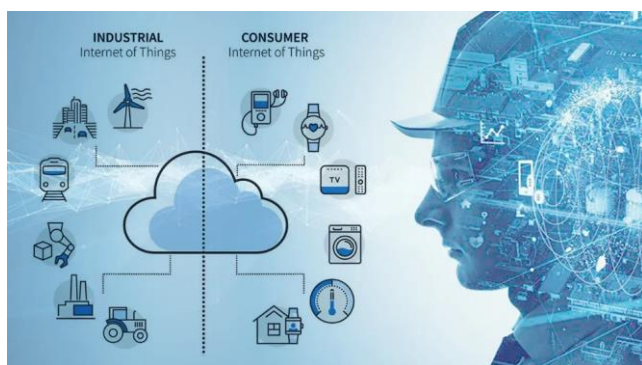 INDUSTRIAL
Internet of Things
CONSUMER
Internet of Things
TV